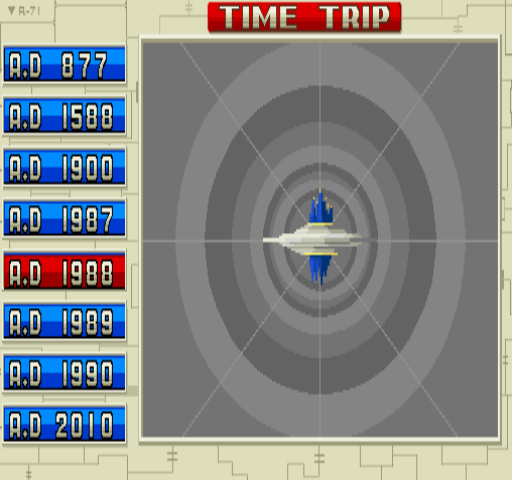 ▼R-71
TIME TRIP
A.D 877
A.D 1588
A.D 1900
A.D 1987
A.D 1988
A.D 1989
A.D 1990
A.D 2010